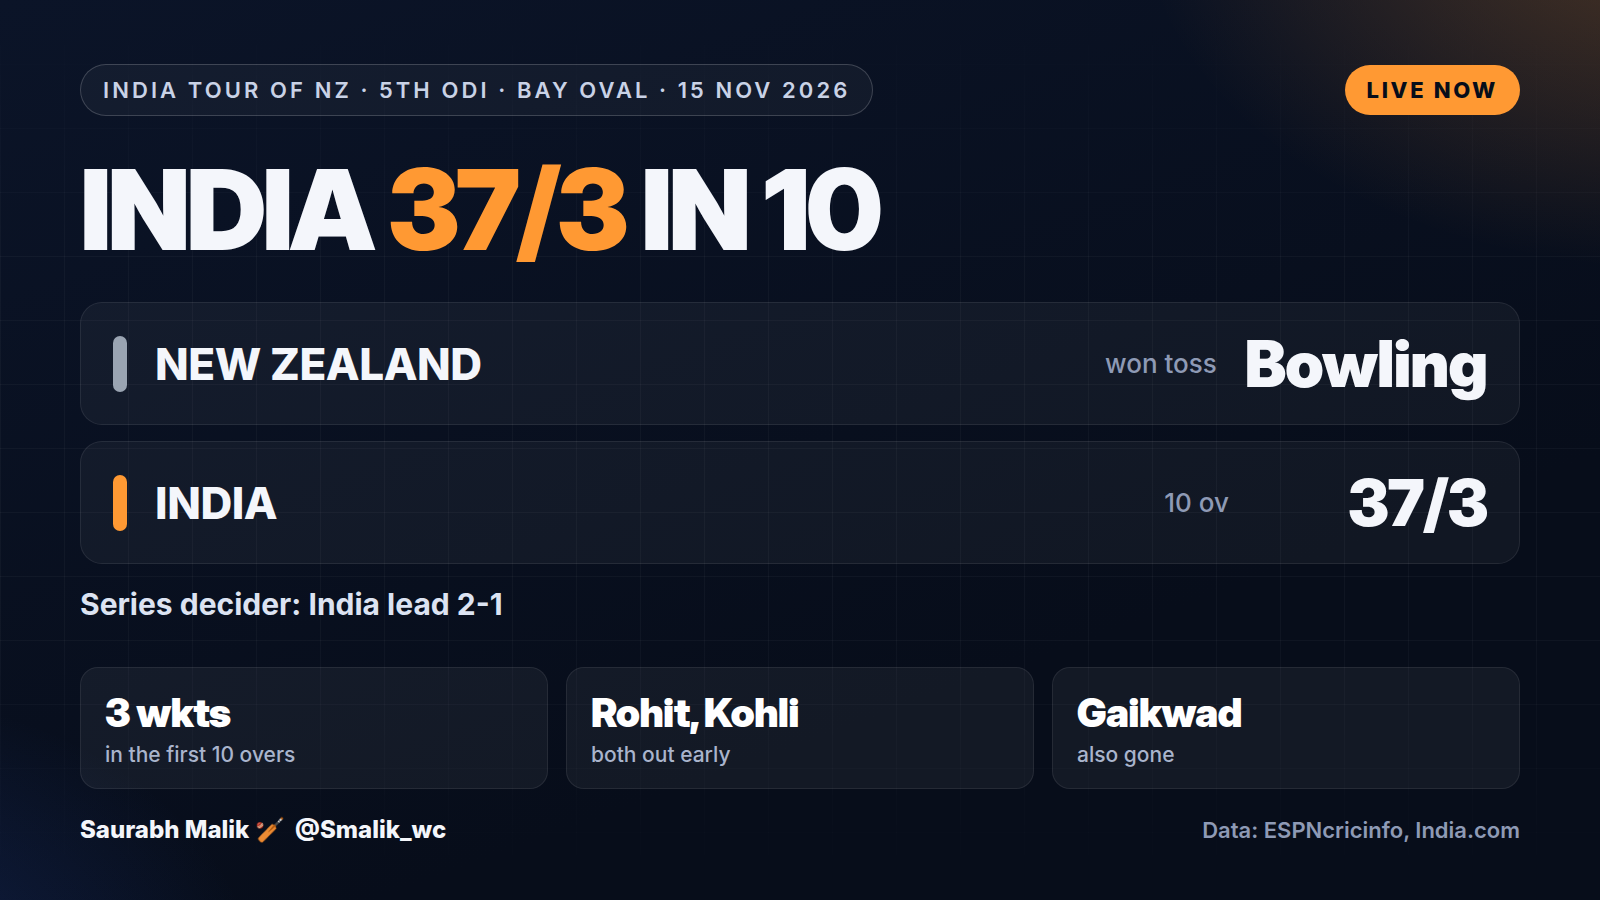 INDIA TOUR OF NZ · 5TH ODI · BAY OVAL · 15 NOV 2026
LIVE NOW
INDIA 37/3 IN 10
NEW ZEALAND
won toss
Bowling
INDIA
10 ov
37/3
Series decider: India lead 2-1
3 wkts
in the first 10 overs
Rohit, Kohli
both out early
Gaikwad
also gone
Saurabh Malik 🏏 @Smalik_wc
Data: ESPNcricinfo, India.com